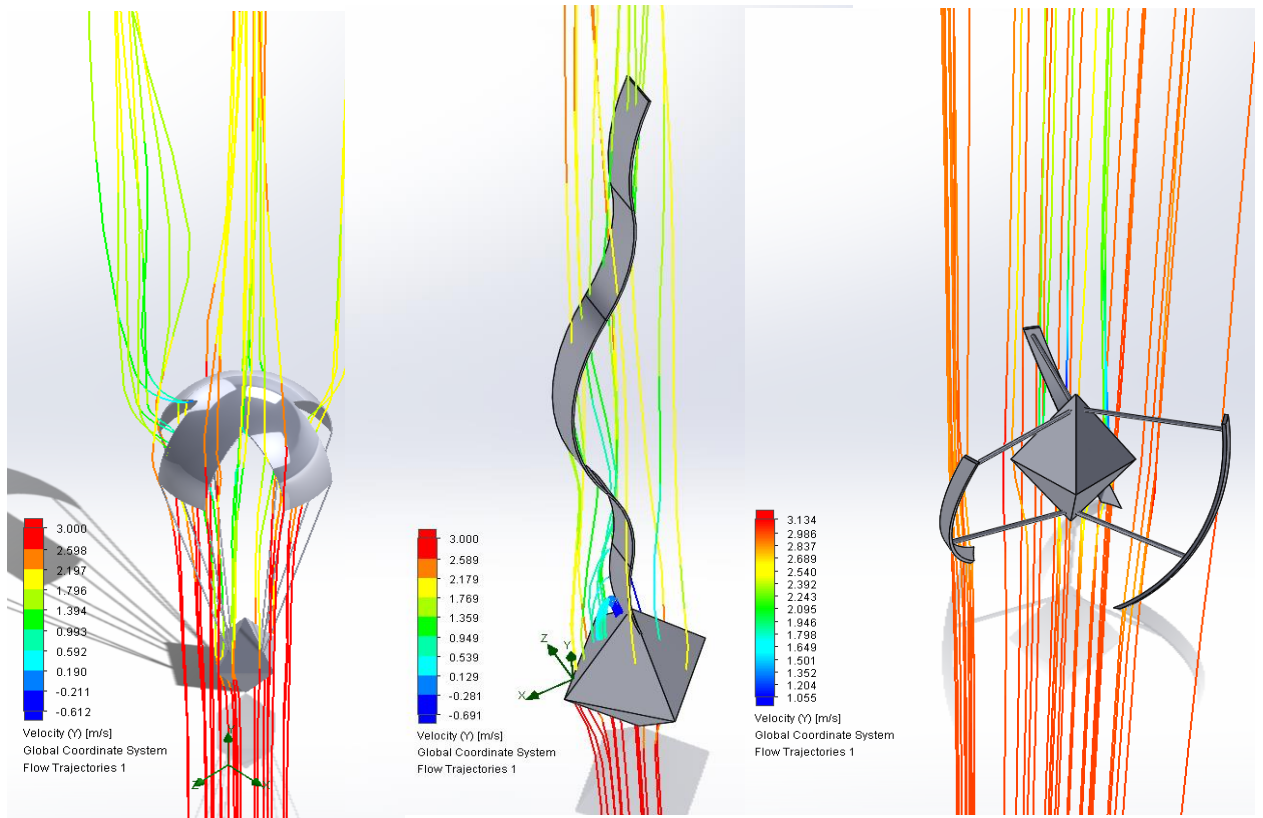 3.000
2.598
2.197
1.796
1.394
0.993
0.592
0.190
-0.211
-0.612
Velocity (Y) [m/s]
Global Coordinate System
Flow Trajectories 1
Y
Z
X
3.000
2.589
2.179
1.769
1.359
0.949
0.539
0.129
-0.281
-0.691
Velocity (Y) [m/s]
Global Coordinate System
Flow Trajectories 1
Z
Y
X
3.134
2.986
2.837
2.689
2.540
2.392
2.243
2.095
1.946
1.798
1.649
1.501
1.352
1.204
1.055
Velocity (Y) [m/s]
Global Coordinate System
Flow Trajectories 1